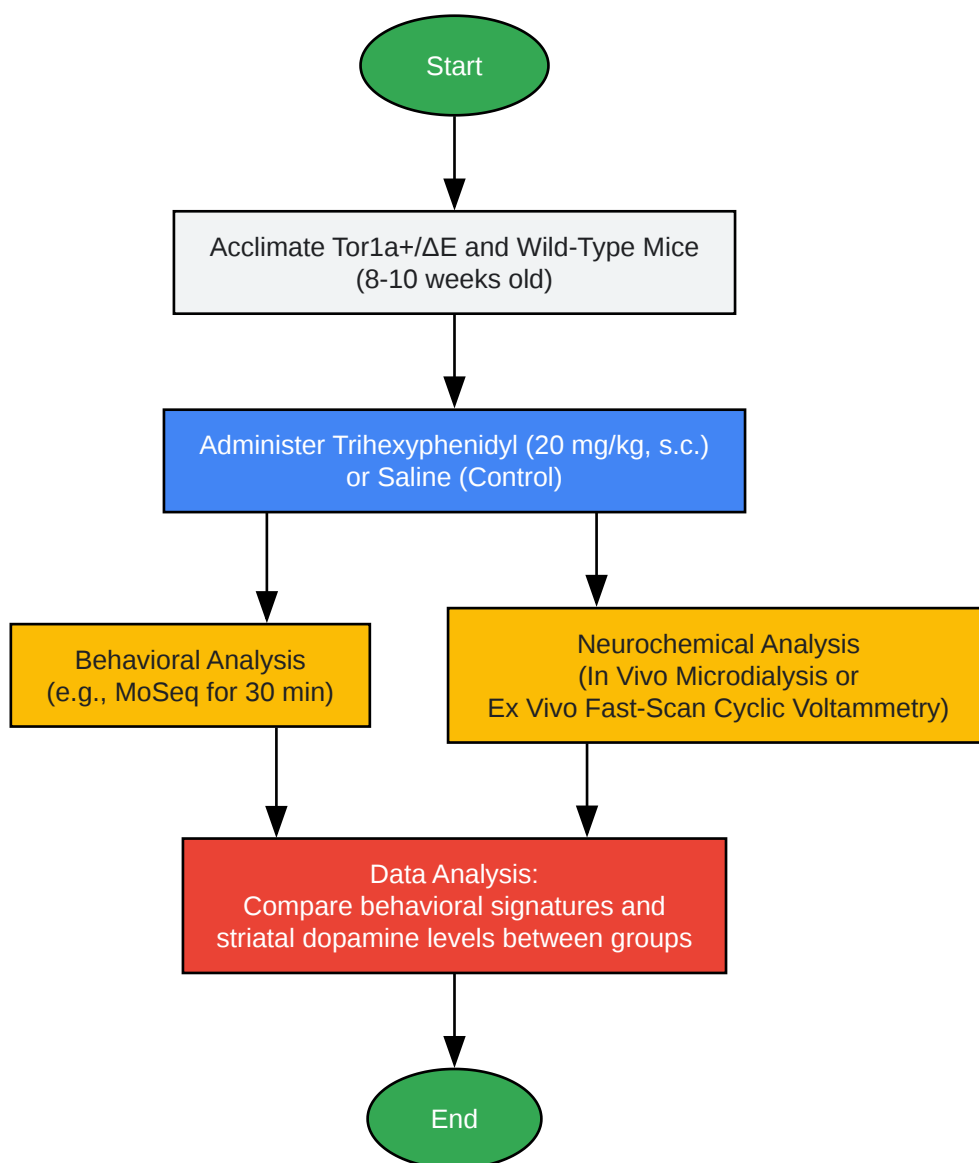 Start
Acclimate Tor1a+/ΔE and Wild-Type Mice
(8-10 weeks old)
Administer Trihexyphenidyl (20 mg/kg, s.c.)
or Saline (Control)
Behavioral Analysis
(e.g., MoSeq for 30 min)
Neurochemical Analysis
(In Vivo Microdialysis or
Ex Vivo Fast-Scan Cyclic Voltammetry)
Data Analysis:
Compare behavioral signatures and
striatal dopamine levels between groups
End